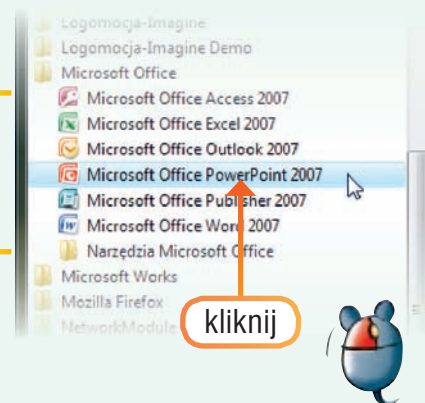 Logomocja-Imagine
Logomocja-Imagine Demo
Microsoft Office
Microsoft Office Access 2007
Microsoft Office Excel 2007
Microsoft Office Outlook 2007
Microsoft Office PowerPoint 2007
Microsoft Office Publisher 2007
Microsoft Office Word 2007
Narzędzia Microsoft Office
Microsoft Works
Mozilla Firefox
NetworkModule
kliknij